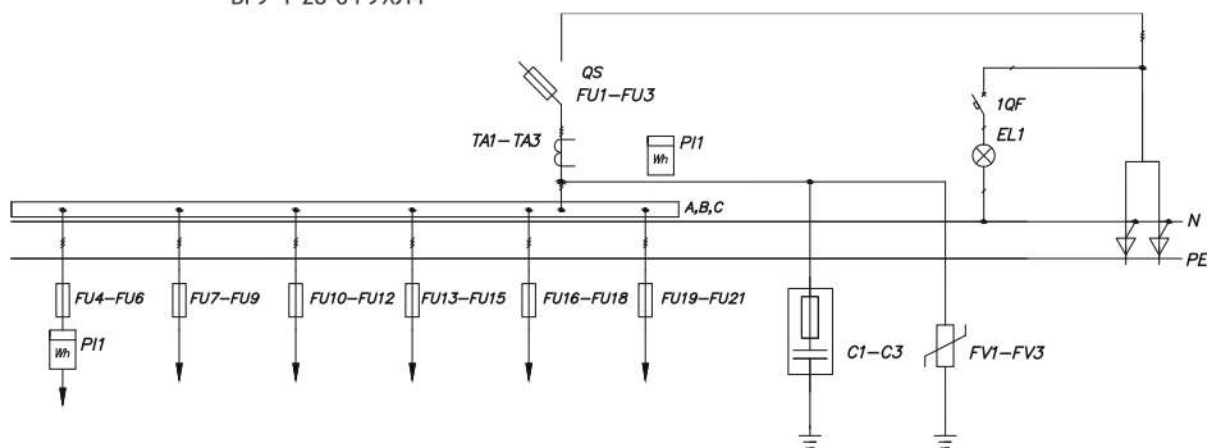 QS
FU1-FU3
1QF
TA1-TA3
PI1
Wh
EL1
A,B,C
N
PE
FU4-FU6
FU7-FU9
FU10-FU12
FU13-FU15
FU16-FU18
FU19-FU21
PI1
Wh
C1-C3
FV1-FV3